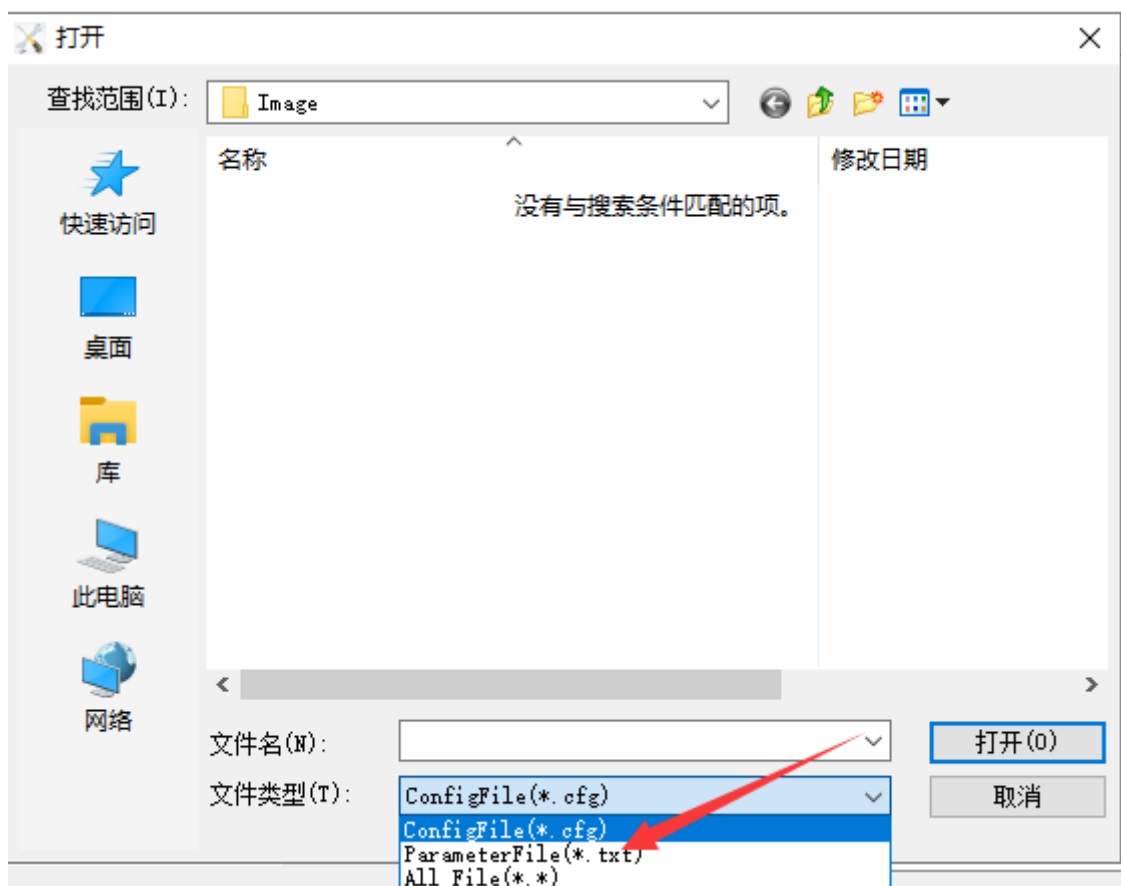 打开
查找范围(I):
Image
名称
修改日期
没有与搜索条件匹配的项。
快速访问
桌面
库
此电脑
网络
文件名(N):
打开(O)
文件类型(T):
ConfigFile(*.cfg)
取消
ConfigFile(*.cfg)
ParameterFile(*.txt)
All File(*.*)